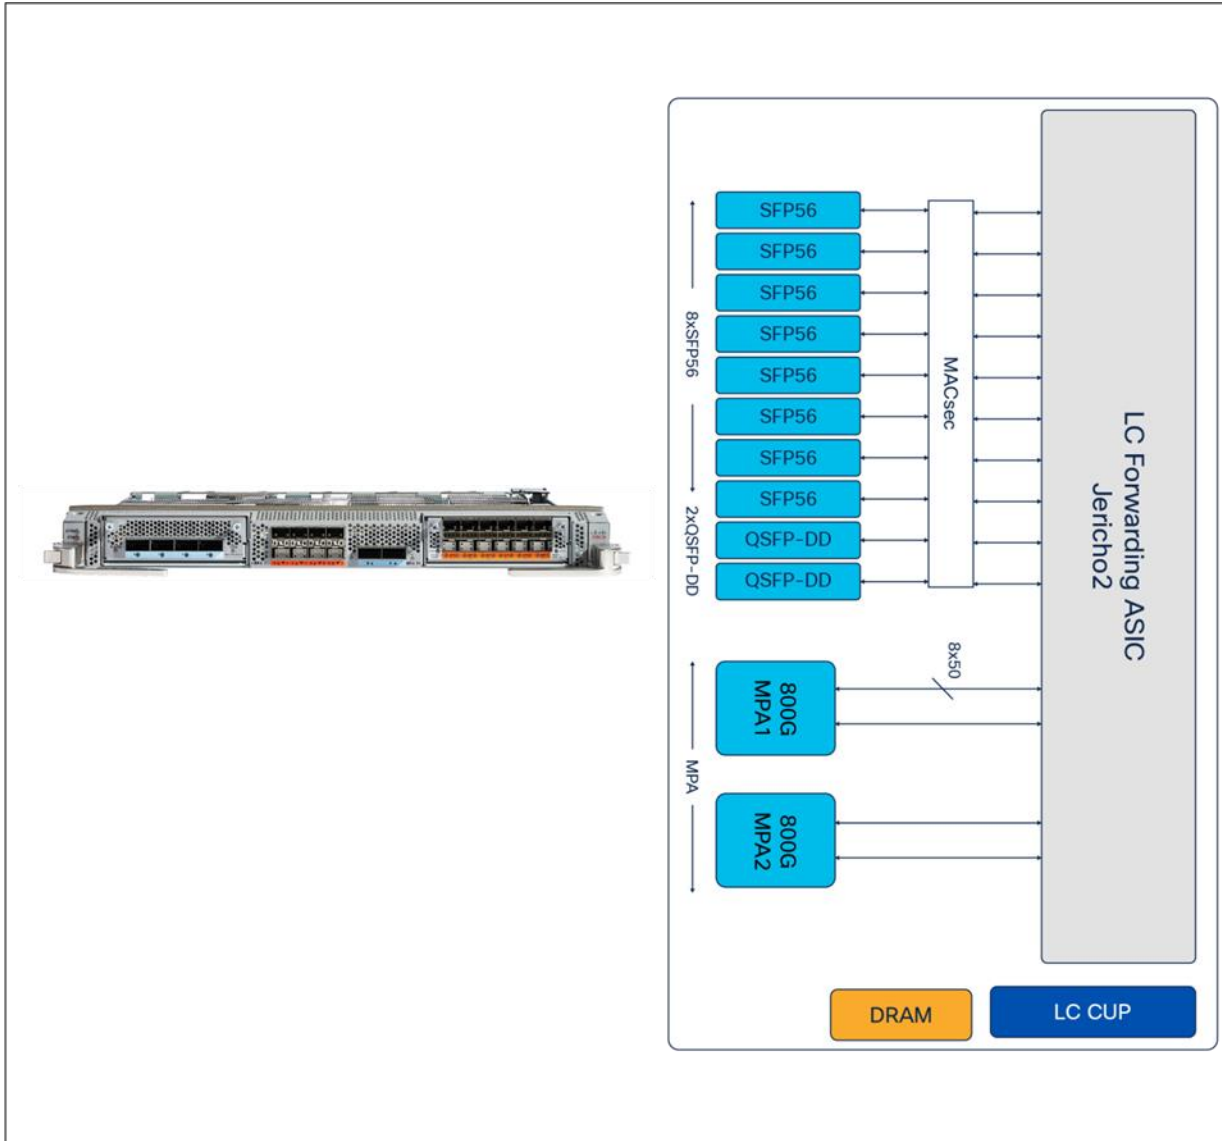 SFP56
SFP56
SFP56
SFP56
SFP56
SFP56
SFP56
SFP56
QSFP-DD
QSFP-DD
8xSFP56
2xQSFP-DD
MACsec
LC Forwarding ASIC
Jericho2
8x50
800G
MPA1
800G
MPA2
MPA
DRAM
LC CUP